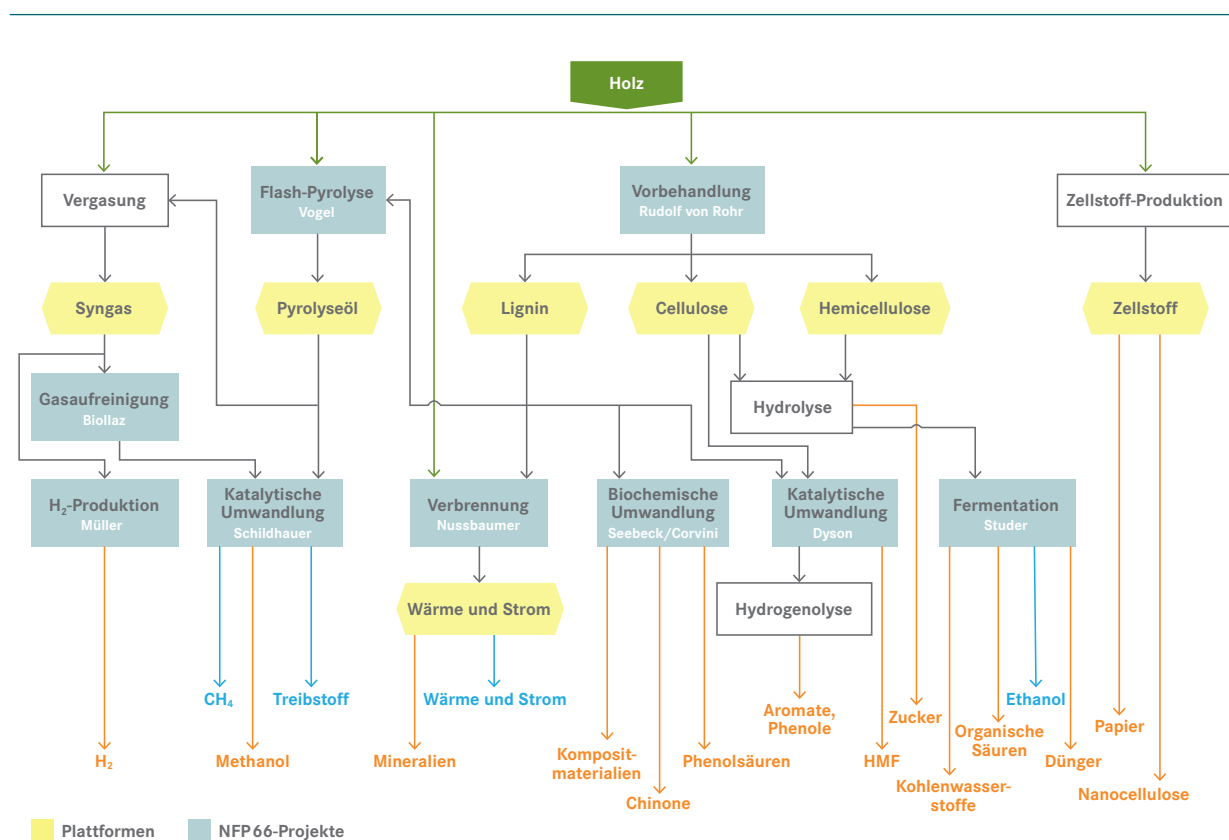 Holz
Vergasung
Flash-Pyrolyse
Vogel
Vorbehandlung
Rudolf von Rohr
Zellstoff-Produktion
Syngas
Pyrolyseöl
Lignin
Cellulose
Hemicellulose
Zellstoff
Gasaufreinigung
Biollaz
Hydrolyse
H₂-Produktion
Müller
Katalytische
Umwandlung
Schildhauer
Verbrennung
Nussbaumer
Biochemische
Umwandlung
Seebeck/Corvini
Katalytische
Umwandlung
Dyson
Fermentation
Studer
Wärme und Strom
Hydrogenolyse
CH₄
Treibstoff
Wärme und Strom
Aromate,
Phenole
Zucker
Ethanol
Organische
Säuren
Papier
H₂
Methanol
Mineralien
Komposit-
materialien
Phenolsäuren
HMF
Dünger
Chinone
Kohlenwasser-
stoffe
Nanocellulose
Plattformen
NFP66-Projekte